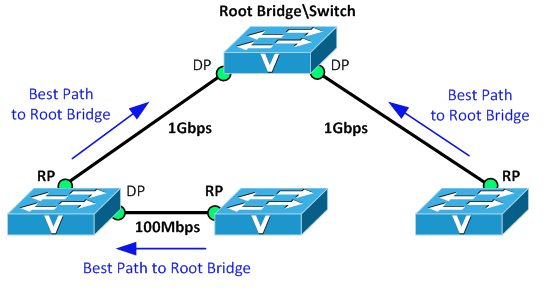 Root Bridge\Switch
DP
DP
Best Path
to Root Bridge
Best Path
to Root Bridge
1Gbps
1Gbps
RP
DP
RP
RP
100Mbps
Best Path to Root Bridge